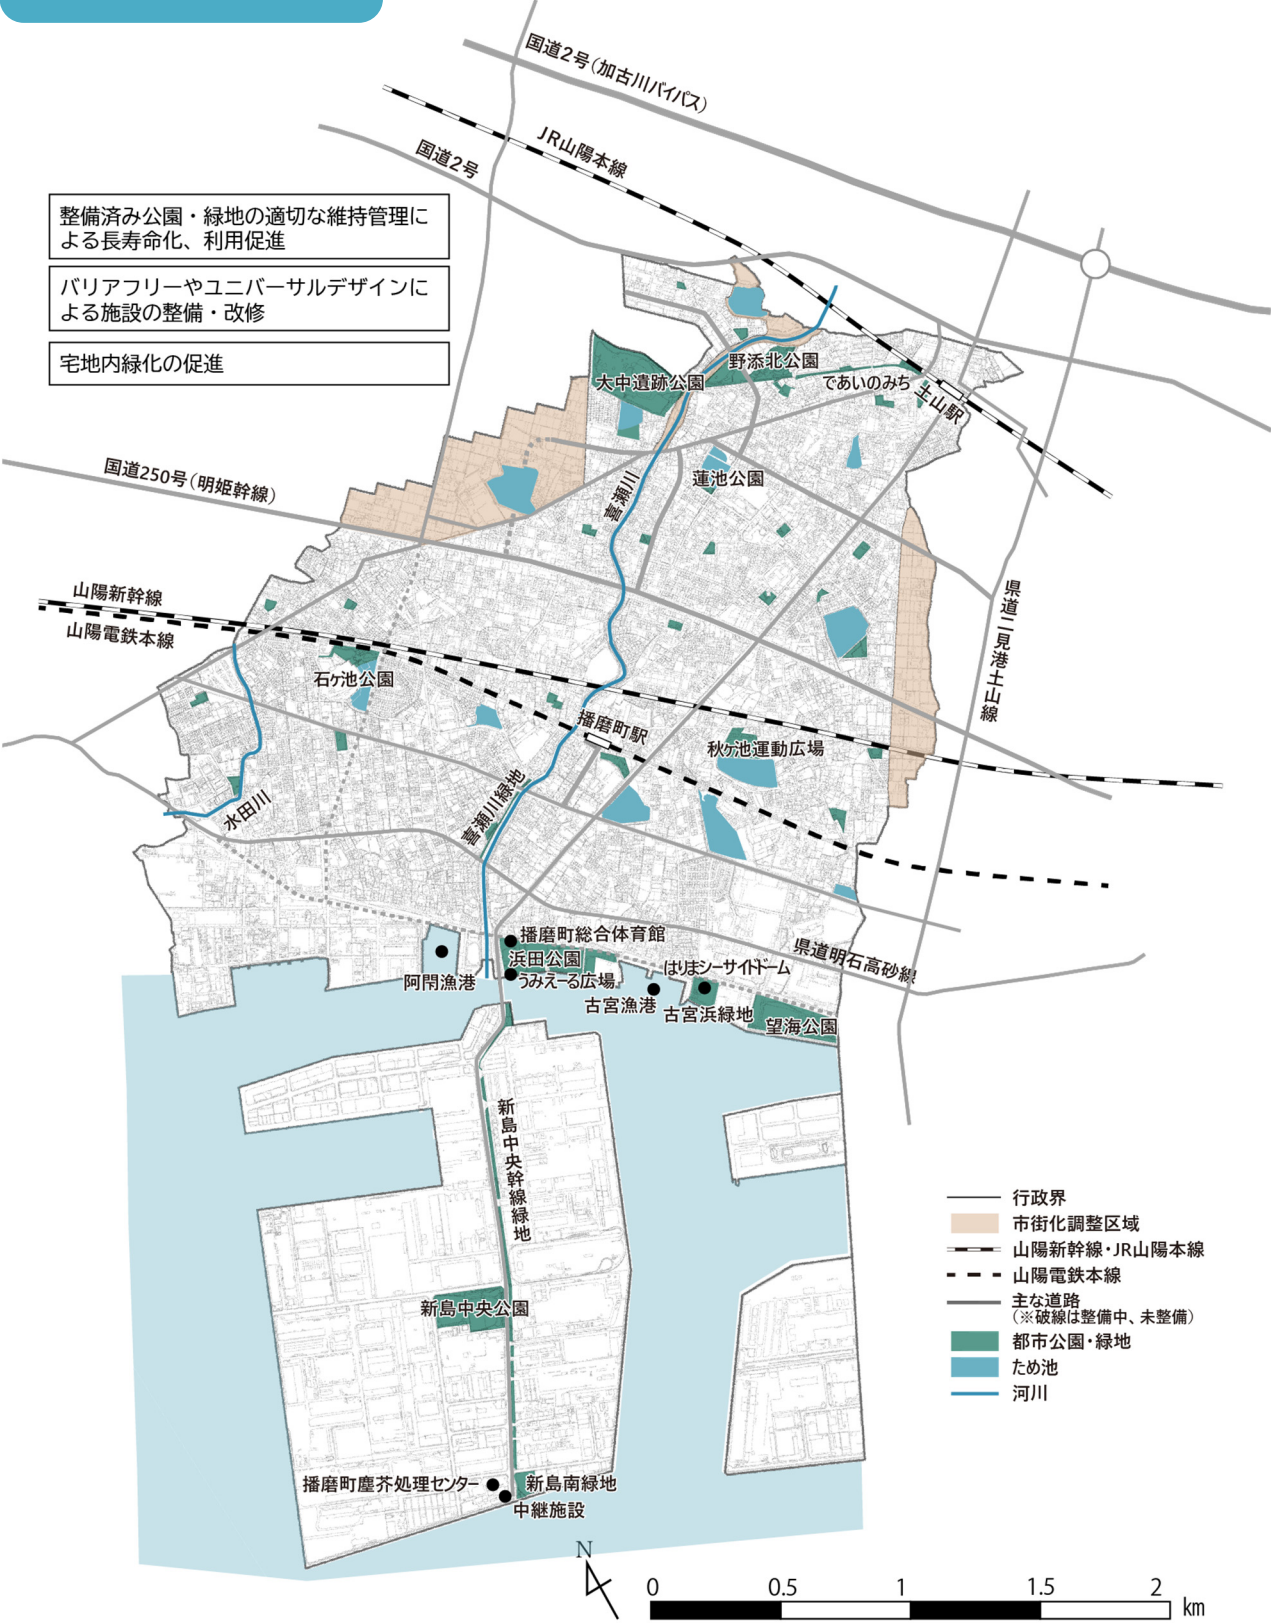 国道2号(加古川バイパス)
JR山陽本線
国道2号
整備済み公園・緑地の適切な維持管理に
よる長寿命化、利用促進
バリアフリーやユニバーサルデザインに
よる施設の整備・改修
宅地内緑化の促進
野添北公園
大中遺跡公園
であいのみち
土山駅
国道250号(明姫幹線)
喜瀬川
蓮池公園
山陽新幹線
山陽電鉄本線
県道二見港土山線
石ヶ池公園
播磨町駅
秋ヶ池運動広場
水田川
喜瀬川緑地
播磨町総合体育館
浜田公園
うみえーる広場
阿閇漁港
古宮漁港
はりまシーサイドドーム
古宮浜緑地
県道明石高砂線
望海公園
新島中央幹線緑地
新島中央公園
播磨町塵芥処理センター
新島南緑地
中継施設
行政界
市街化調整区域
山陽新幹線・JR山陽本線
山陽電鉄本線
主な道路
(※破線は整備中、未整備)
都市公園・緑地
ため池
河川
N
0 0.5 1 1.5 2 km